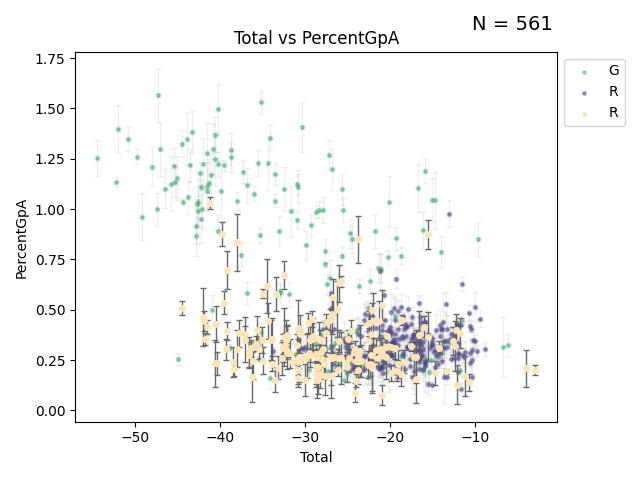 N = 561
Total vs PercentGpA
G
R
R
PercentGpA
1.75
1.50
1.25
1.00
0.75
0.50
0.25
0.00
−50
−40
−30
−20
−10
Total